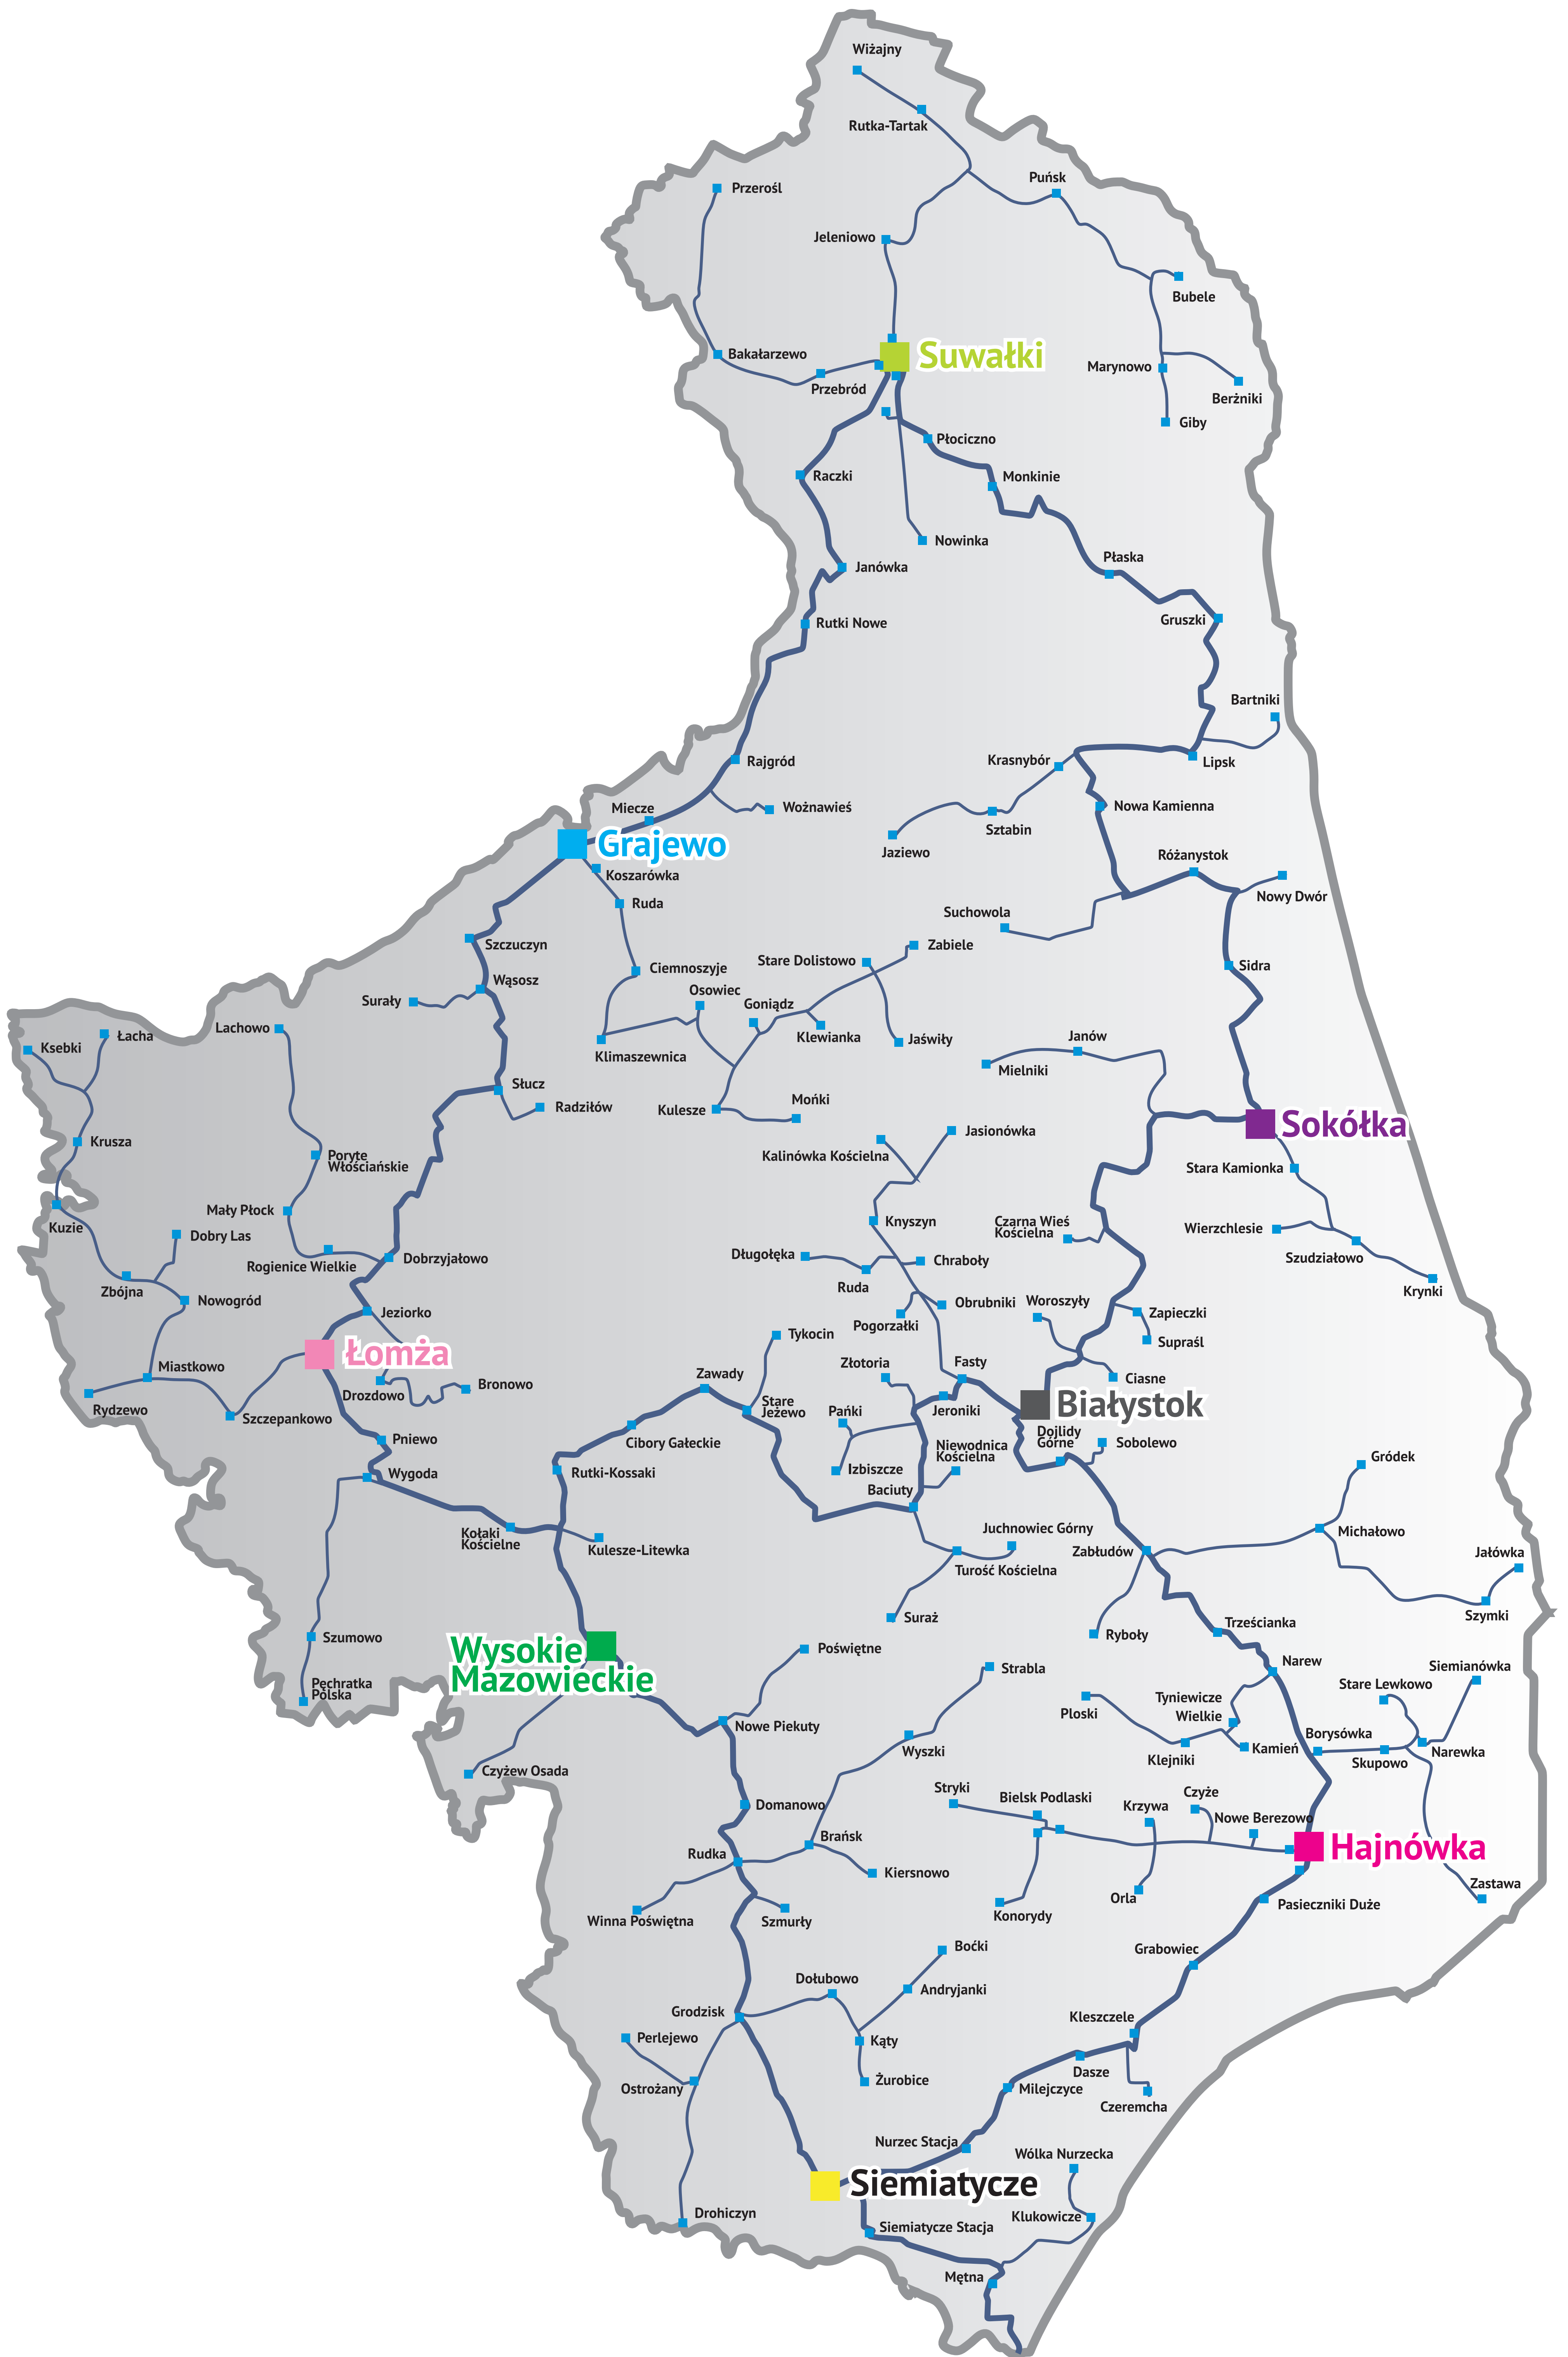 Wiżajny
Rutka-Tartak
Puńsk
Przerośl
Jeleniowo
Bubele
Suwałki
Bakałarzewo
Marynowo
Przebród
Berżniki
Giby
Płociczno
Raczki
Monkinie
Nowinka
Płaska
Janówka
Gruszki
Rutki Nowe
Bartniki
Krasnybór
Rajgród
Lipsk
Miecze
Woźnawieś
Nowa Kamienna
Sztabin
Grajewo
Jaziewo
Różanystok
Koszarówka
Nowy Dwór
Ruda
Suchowola
Szczuczyn
Zabiele
Stare Dolistowo
Sidra
Ciemnoszyje
Wąsosz
Osowiec
Surały
Goniądz
Lachowo
Łacha
Klewianka
Jaświły
Janów
Ksebki
Klimaszewnica
Mielniki
Słucz
Radziłów
Kulesze
Mońki
Sokółka
Jasionówka
Krusza
Kalinówka Kościelna
Poryte
Włościańskie
Stara Kamionka
Mały Płock
Kuzie
Dobry Las
Knyszyn
Czarna Wieś
Kościelna
Wierzchlesie
Długołęka
Dobrzyjałowo
Chraboły
Szudziałowo
Rogienice Wielkie
Ruda
Krynki
Zbójna
Nowogród
Obrubniki
Woroszyły
Jeziorko
Zapieczki
Pogorzałki
Tykocin
Supraśl
Łomża
Złotoria
Fasty
Miastkowo
Zawady
Ciasne
Drozdowo
Bronowo
Białystok
Rydzewo
Stare
Jeżewo
Pańki
Jeroniki
Szczepankowo
Dojlidy
Górne
Pniewo
Cibory Gałeckie
Niewodnica
Kościelna
Sobolewo
Wygoda
Rutki-Kossaki
Izbiszcze
Gródek
Baciuty
Kołaki
Kościelne
Juchnowiec Górny
Michałowo
Kulesze-Litewka
Zabłudów
Turość Kościelna
Jałówka
Suraż
Szymki
Szumowo
Wysokie
Mazowieckie
Poświętne
Ryboły
Trześcianka
Strabla
Narew
Siemianówka
Pęchratka
Polska
Stare Lewkowo
Tyniewicze
Wielkie
Ploski
Nowe Piekuty
Borysówka
Wyszki
Kamień
Narewka
Klejniki
Skupowo
Czyżew Osada
Stryki
Bielsk Podlaski
Czyże
Domanowo
Krzywa
Nowe Berezowo
Brańsk
Hajnówka
Rudka
Kiersnowo
Zastawa
Orla
Pasieczniki Duże
Winna Poświętna
Szmurły
Konorydy
Boćki
Grabowiec
Dołubowo
Andryjanki
Grodzisk
Kleszczele
Perlejewo
Kąty
Dasze
Żurobice
Milejczyce
Ostrożany
Czeremcha
Nurzec Stacja
Wólka Nurzecka
Siemiatycze
Drohiczyn
Klukowicze
Siemiatycze Stacja
Mętna